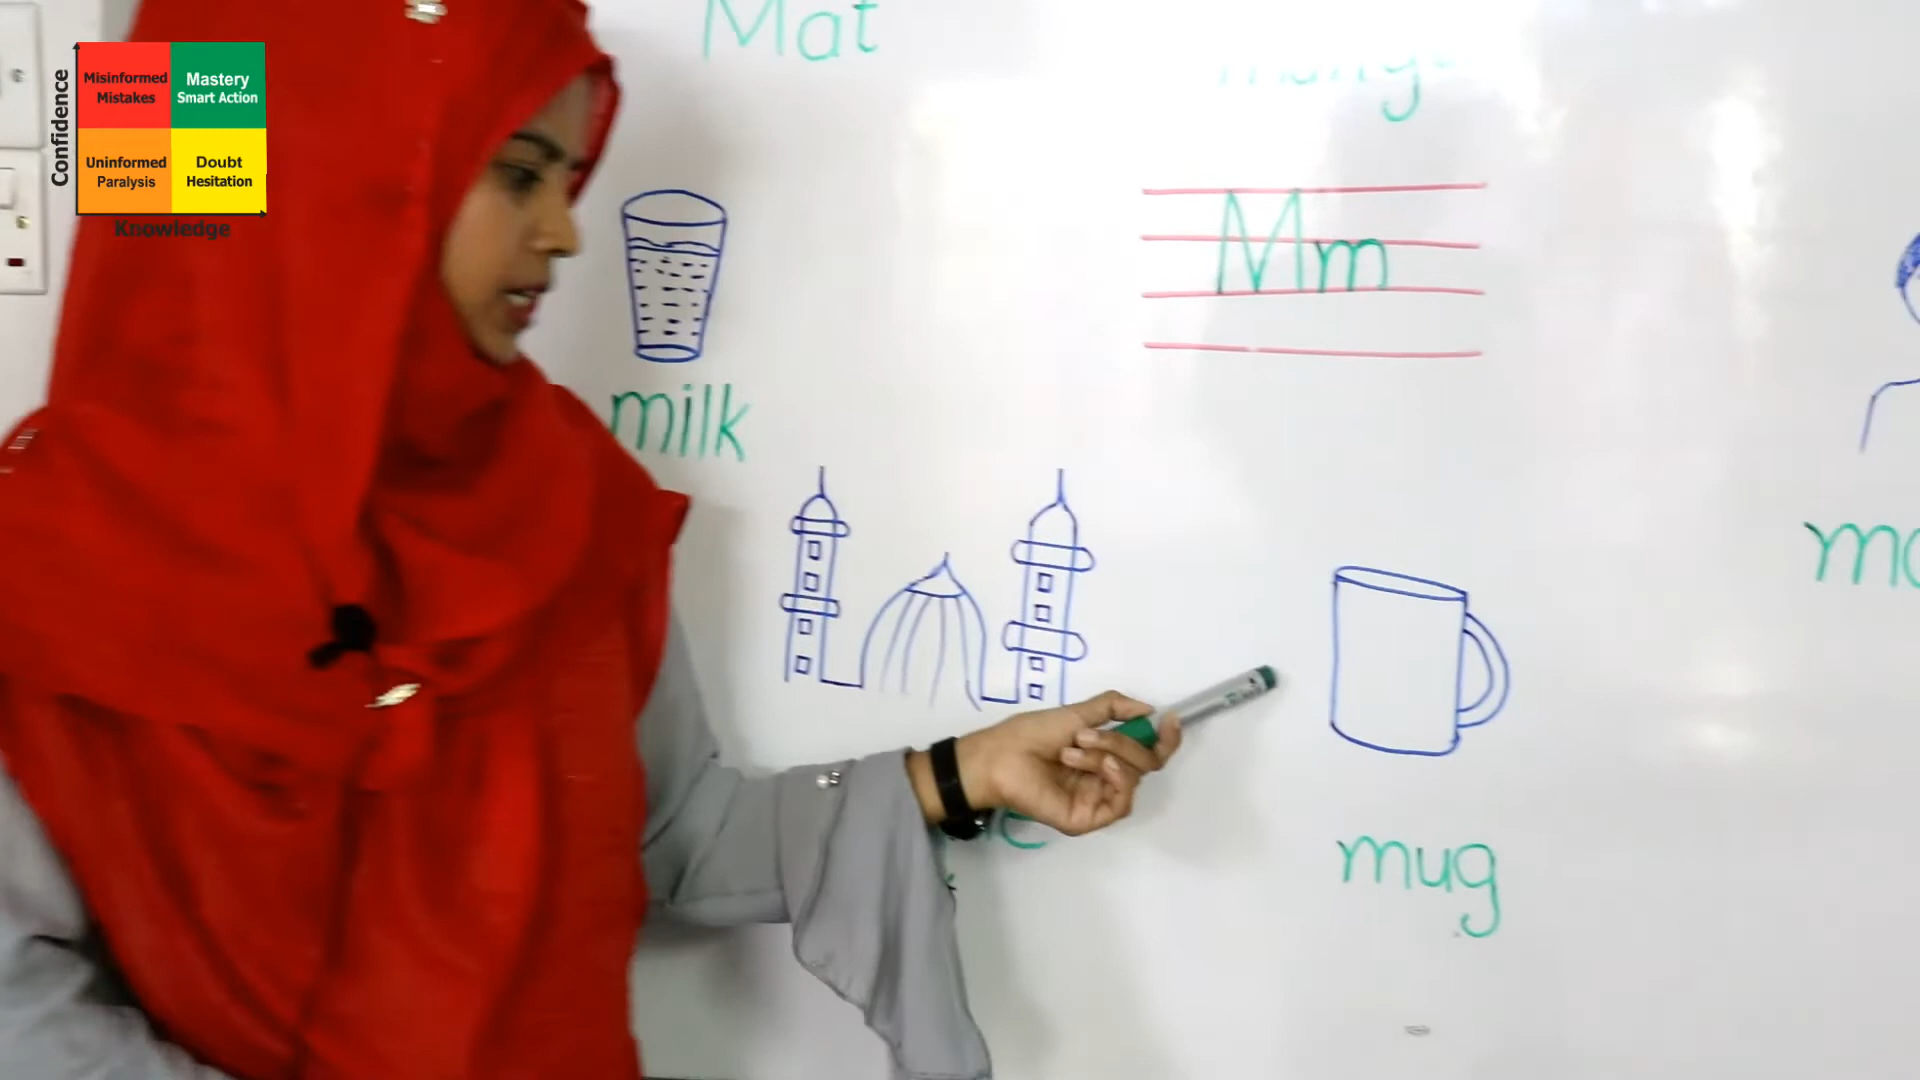 Mat
Confidence
Misinformed
Mistakes
Mastery
Smart Action
Uninformed
Paralysis
Doubt
Hesitation
Knowledge
Mm
milk
mug